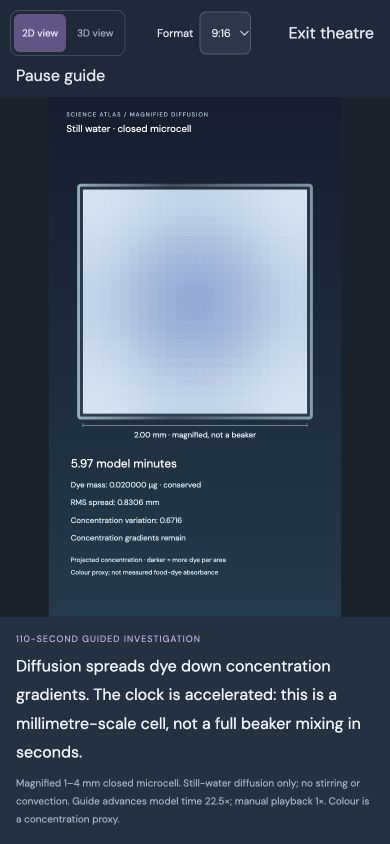 2D view 3D view Format 9:16 Exit theatre
Pause guide
SCIENCE ATLAS / MAGNIFIED DIFFUSION
Still water · closed microcell
2.00 mm · magnified, not a beaker
5.97 model minutes
Dye mass: 0.020000 µg · conserved
RMS spread: 0.8306 mm
Concentration variation: 0.6716
Concentration gradients remain
Projected concentration · darker = more dye per area
Colour proxy; not measured food-dye absorbance
110-SECOND GUIDED INVESTIGATION
Diffusion spreads dye down concentration
gradients. The clock is accelerated: this is a
millimetre-scale cell, not a full beaker mixing in
seconds.
Magnified 1–4 mm closed microcell. Still-water diffusion only; no stirring or
convection. Guide advances model time 22.5×; manual playback 1×. Colour is
a concentration proxy.